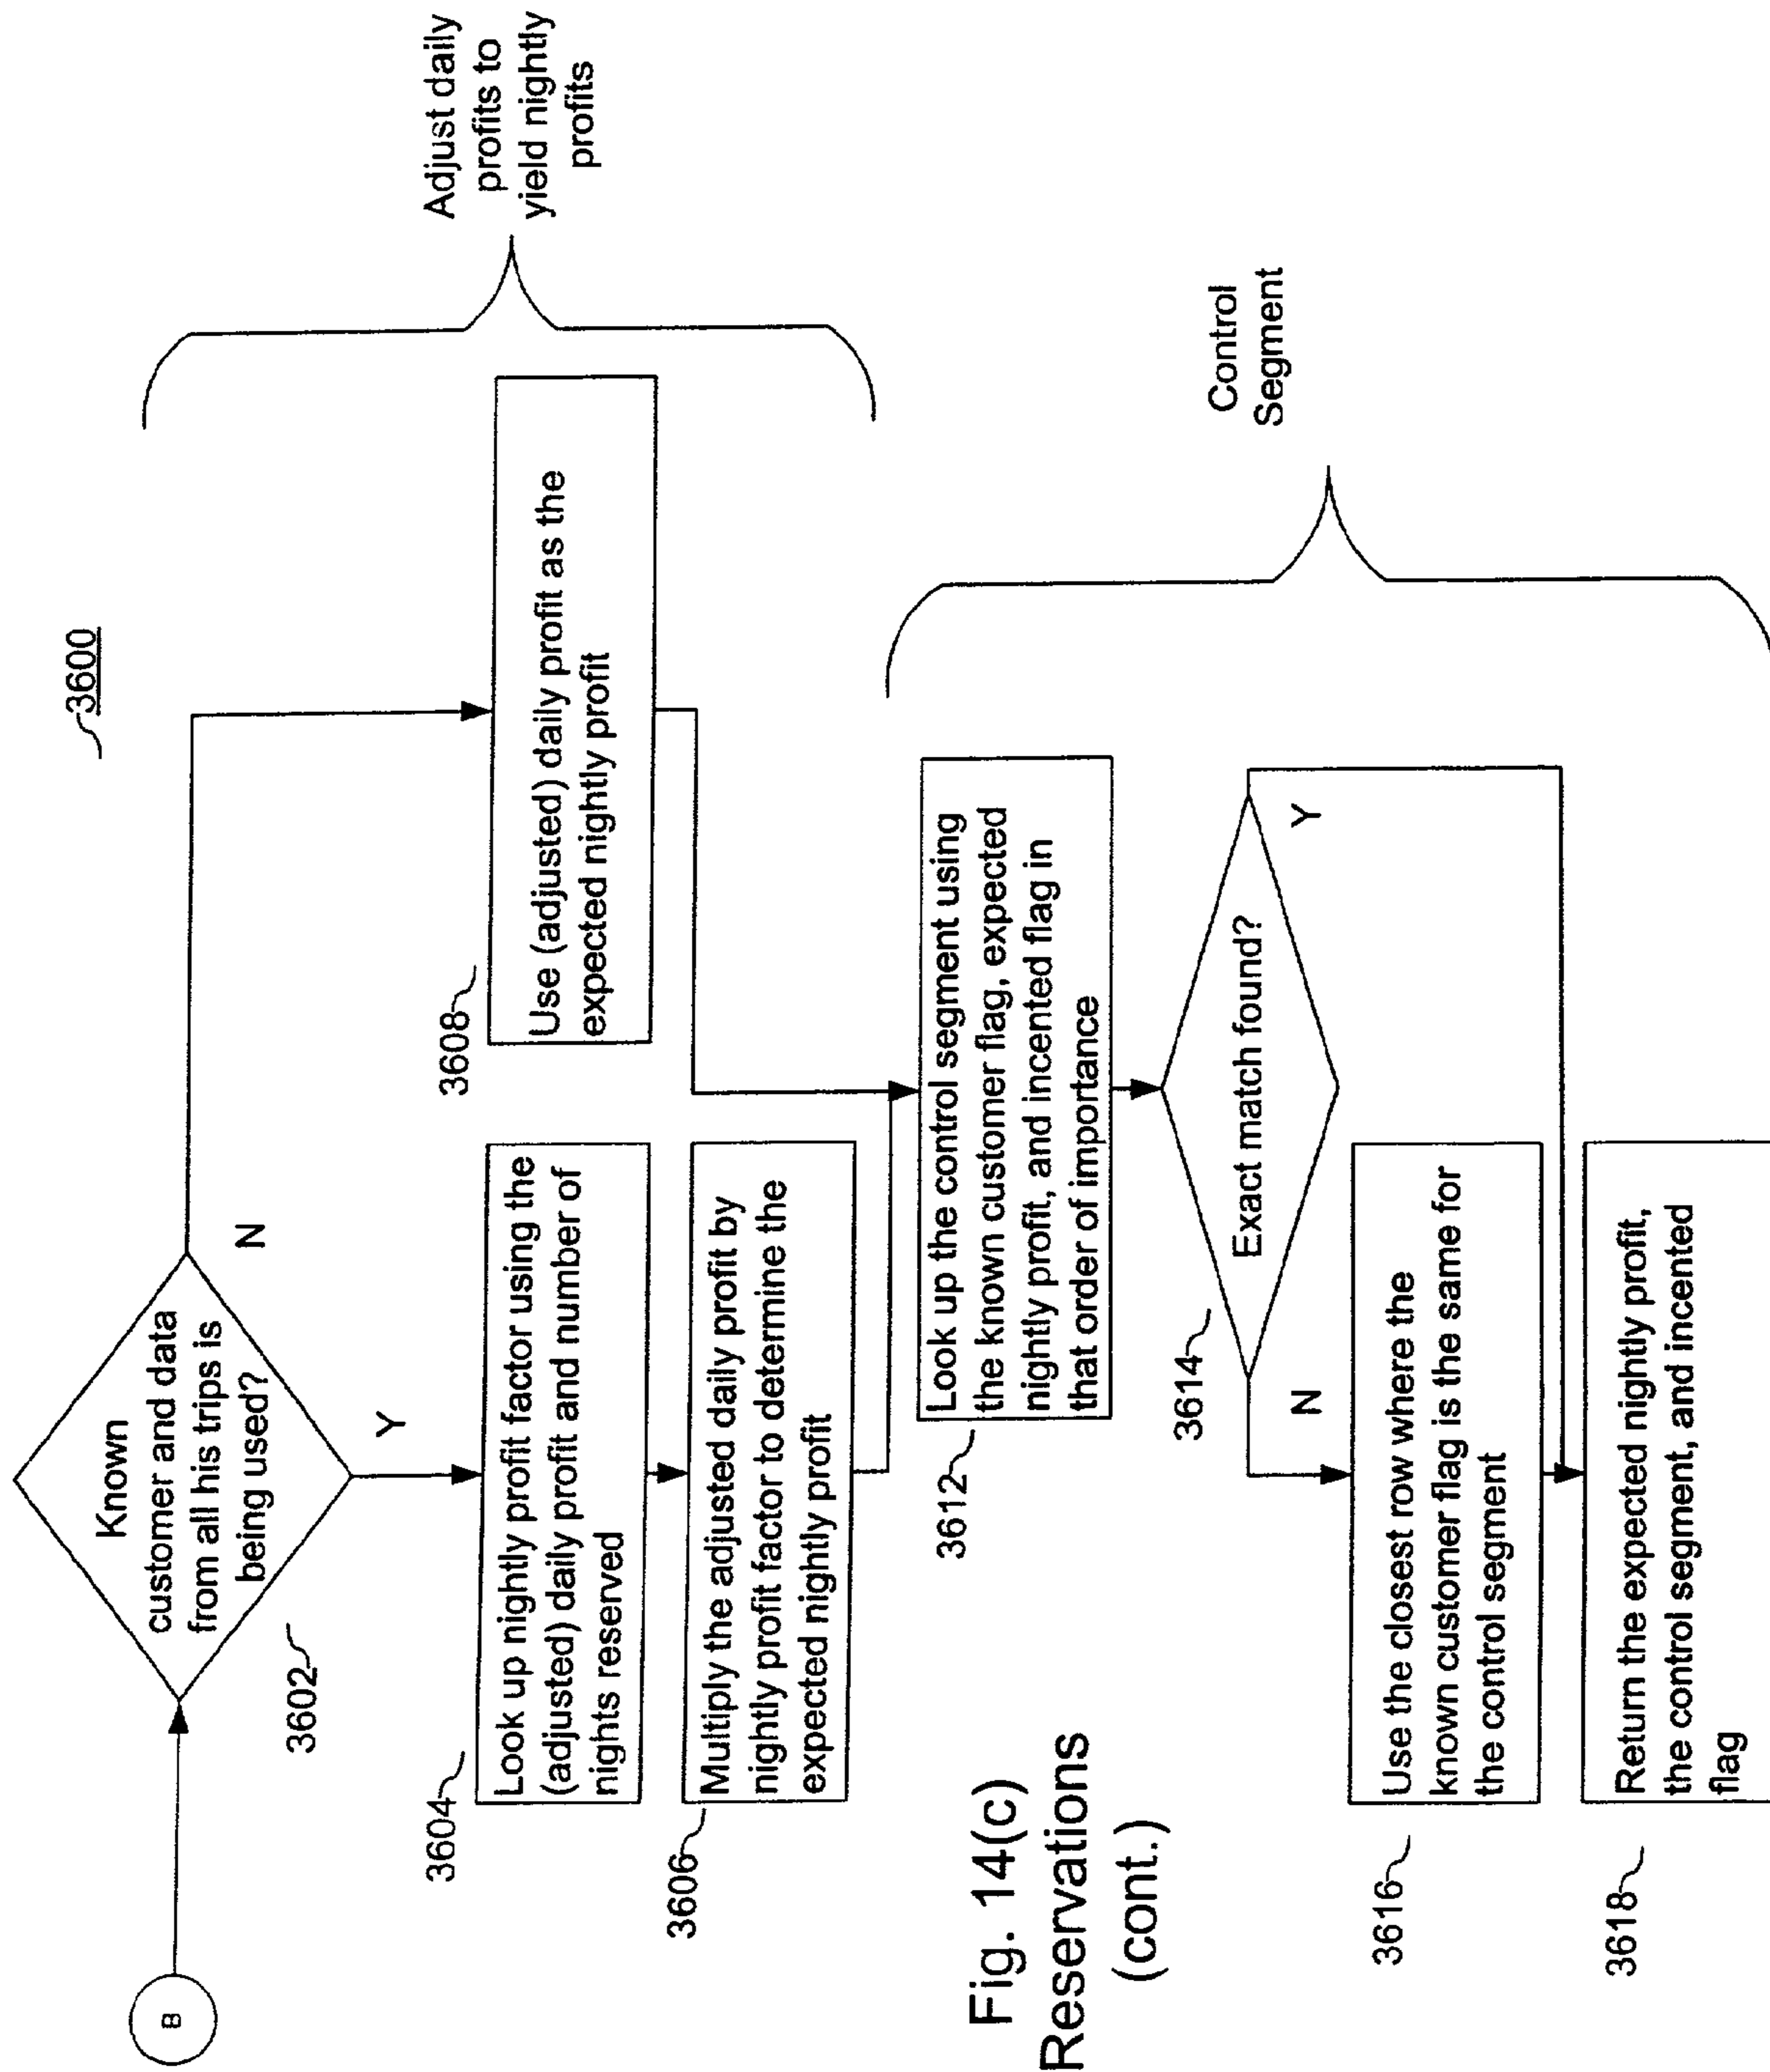 3600
B
Known
customer and data
from all his trips is
being used?
3602
N
Y
3604
Look up nightly profit factor using the
(adjusted) daily profit and number of
nights reserved
3608
Use (adjusted) daily profit as the
expected nightly profit
Adjust daily
profits to
yield nightly
profits
3606
Multiply the adjusted daily profit by
nightly profit factor to determine the
expected nightly profit
3612
Look up the control segment using
the known customer flag, expected
nightly profit, and incented flag in
that order of importance
Control
Segment
3614
Exact match found?
N
Y
3616
Use the closest row where the
known customer flag is the same for
the control segment
3618
Return the expected nightly profit,
the control segment, and incented
flag
Fig. 14(c)
Reservations
(cont.)